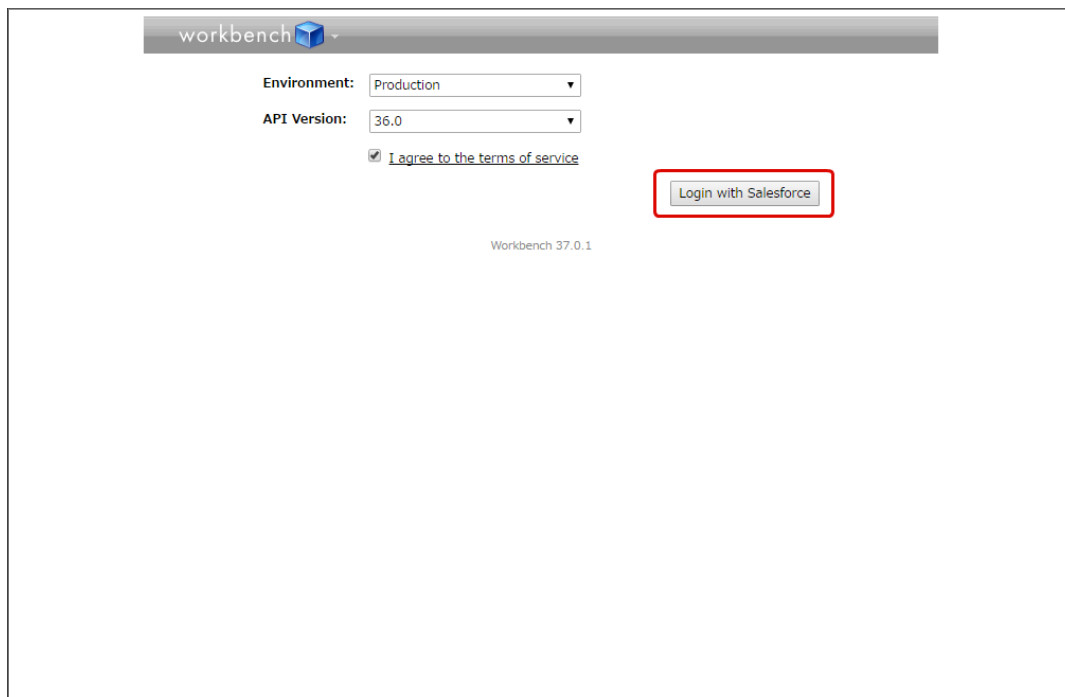 workbench
Environment: Production
API Version: 36.0
I agree to the terms of service
Login with Salesforce
Workbench 37.0.1